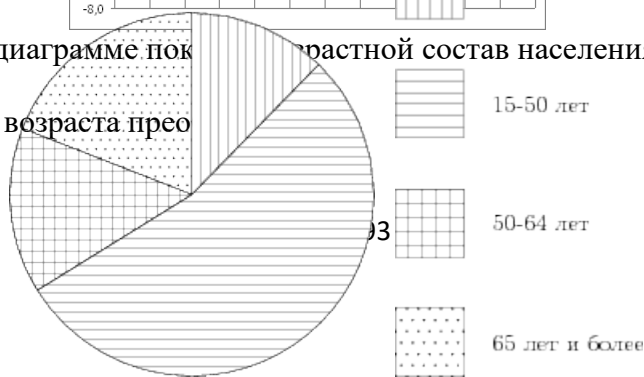 -8,0
диаграмме пок растной состав населени
15-50 лет
возраста прео
50-64 лет
93
65 лет и более